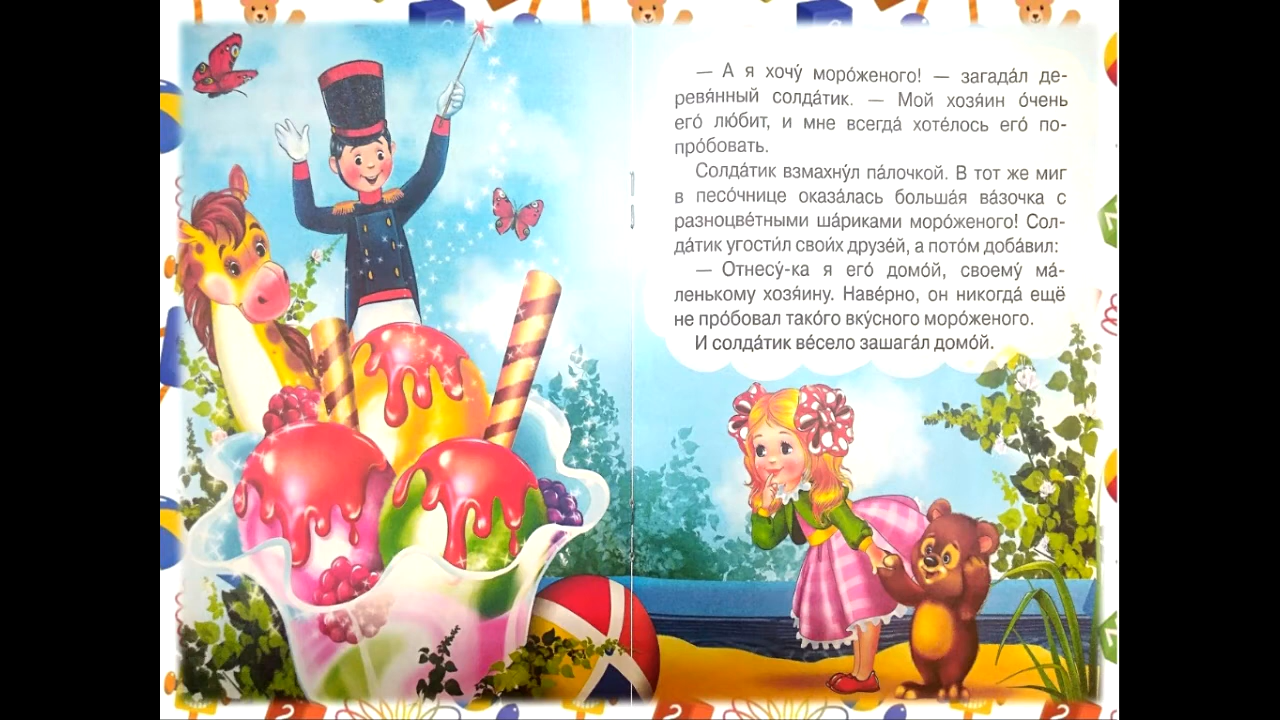 — А я хочу́ моро́женого! — загада́л де-
ревя́нный солда́тик. — Мой хозя́ин о́чень
его́ лю́бит, и мне всегда́ хоте́лось его́ по-
про́бовать.
Солда́тик взмахну́л па́лочкой. В тот же миг
в песо́чнице оказа́лась больша́я ва́зочка с
разноцве́тными ша́риками моро́женого! Сол-
да́тик угости́л свои́х друзе́й, а пото́м доба́вил:
— Отнесу́-ка я его́ домо́й, своему́ ма́-
ленькому хозя́ину. Наве́рно, он никогда́ ещё
не про́бовал тако́го вку́сного моро́женого.
И солда́тик ве́село зашага́л домо́й.